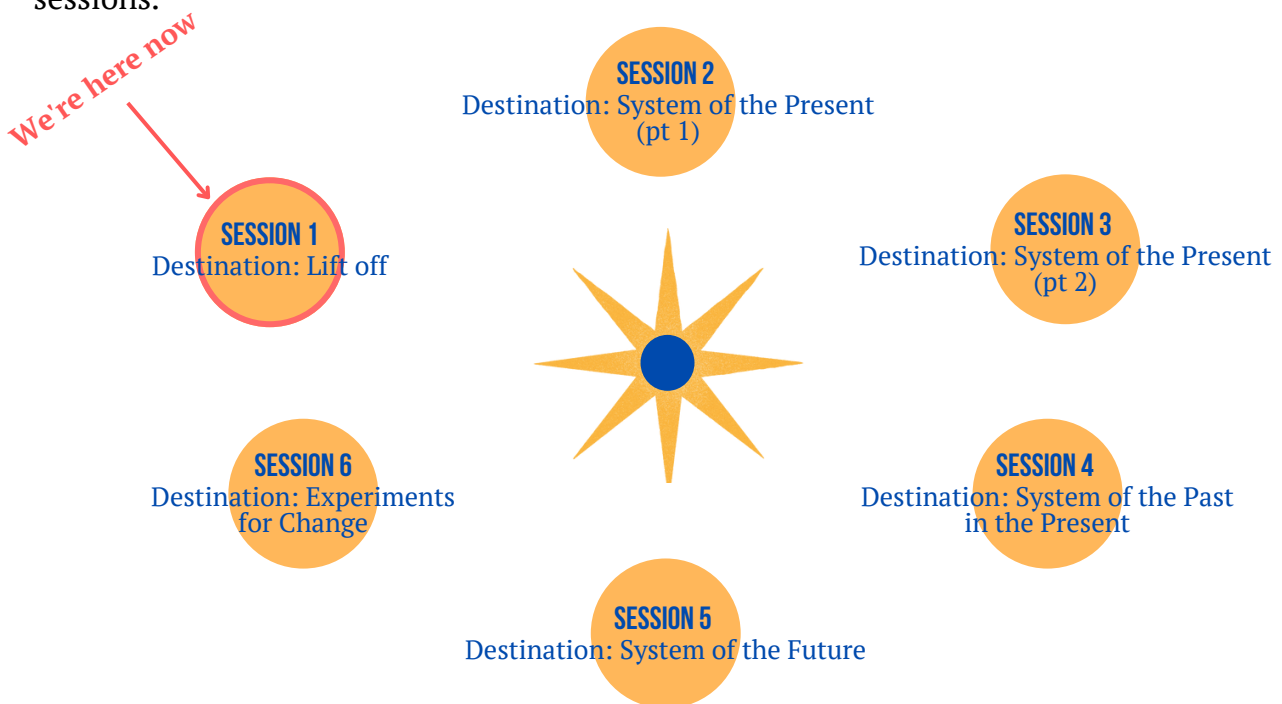 sessions.
We're here now
SESSION 1
Destination: Lift off
SESSION 2
Destination: System of the Present
(pt 1)
SESSION 3
Destination: System of the Present
(pt 2)
SESSION 4
Destination: System of the Past
in the Present
SESSION 5
Destination: System of the Future
SESSION 6
Destination: Experiments
for Change